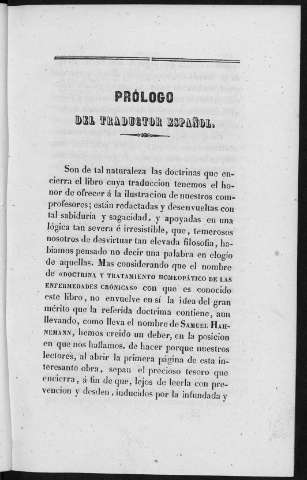 PRÓLOGO
DEL TRADUCTOR ESPAÑOL.
Son de tal naturaleza las doctrinas que en-
cierra el libro cuya traduccion tenemos el ho-
nor de ofrecer á la ilustracion de nuestros com-
profesores; están redactadas y desenvueltas con
tal sabiduría y sagacidad, y apoyadas en una
lógica tan severa é irresistible, que, temerosos
nosotros de desvirtuar tan elevada filosofía, ha-
biamos pensado no decir una palabra en elogio
de aquellas. Mas considerando que el nombre
de «DOCTRINA Y TRATAMIENTO HOMEOPÁTICO DE LAS
ENFERMEDADES CRÓNICAS» con que es conocido
este libro, no envuelve en sí la idea del gran
mérito que la referida doctrina contiene, aun
llevando, como lleva el nombre de SAMUEL HAH-
NEMANN, hemos creido un deber, en la posicion
en que nos hallamos, de hacer porque nuestros
lectores, al abrir la primera página de esta in-
teresante obra, sepan el precioso tesoro que
encierra, á fin de que, lejos de leerla con pre-
vencion y desden, inducidos por la infundada y